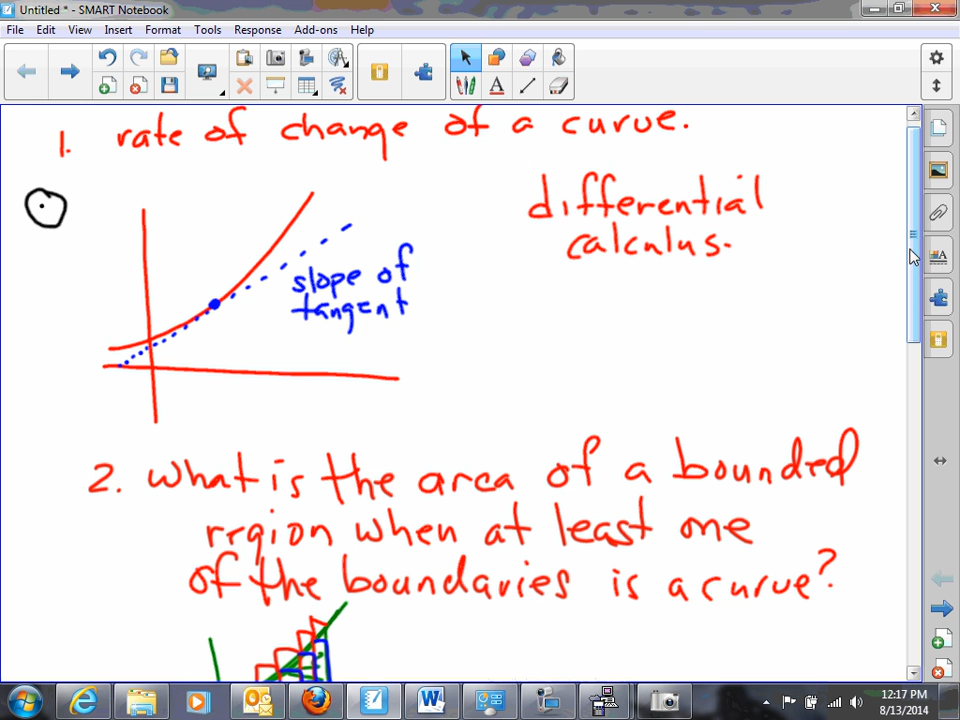 Untitled * - SMART Notebook
File Edit View Insert Format Tools Response Add-ons Help
1. rate of change of a curve.
differential
calculus.
slope of
tangent
2. What is the area of a bounded
region when at least one
of the boundaries is a curve?
12:17 PM
8/13/2014